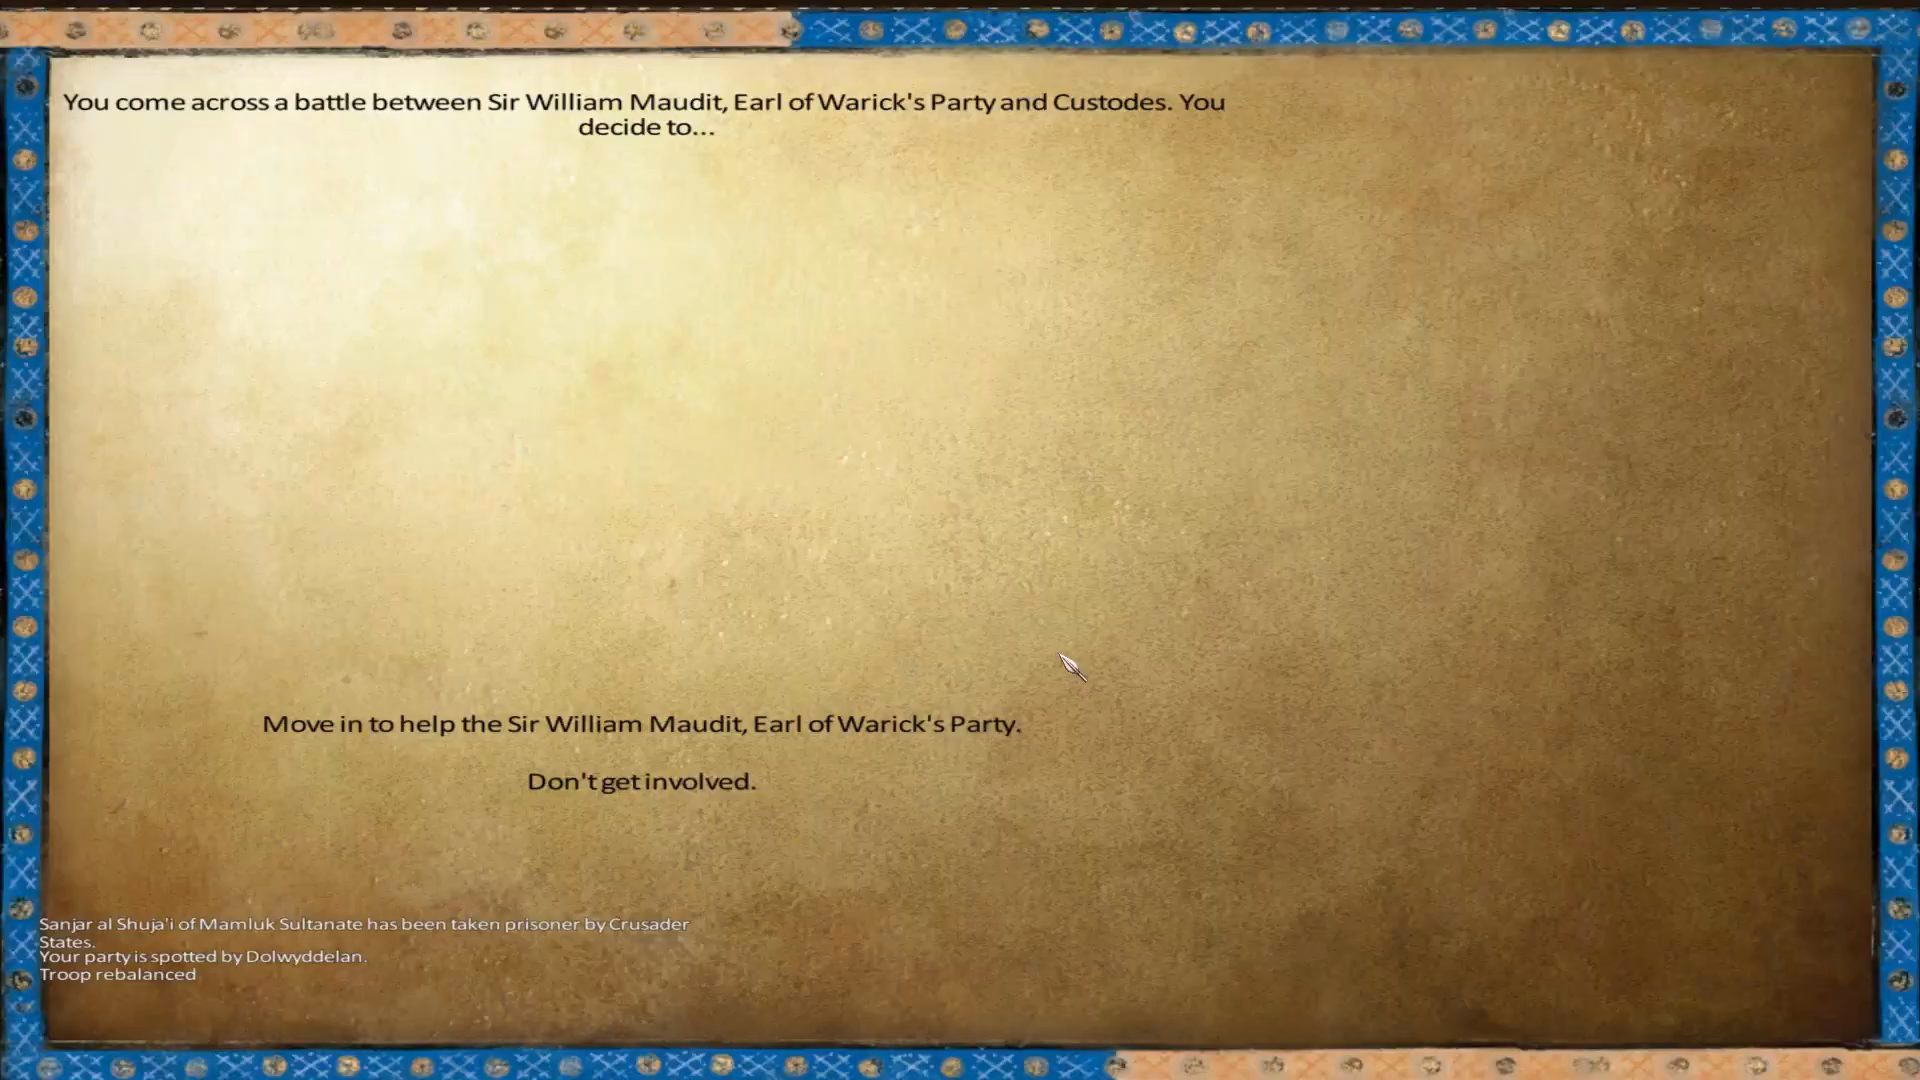 You come across a battle between Sir William Maudit, Earl of Warick's Party and Custodes. You
decide to...
Move in to help the Sir William Maudit, Earl of Warick's Party.
Don't get involved.
Sanjar al Shuja'i of Mamluk Sultanate has been taken prisoner by Crusader
States.
Your party is spotted by Dolwyddelan.
Troop rebalanced